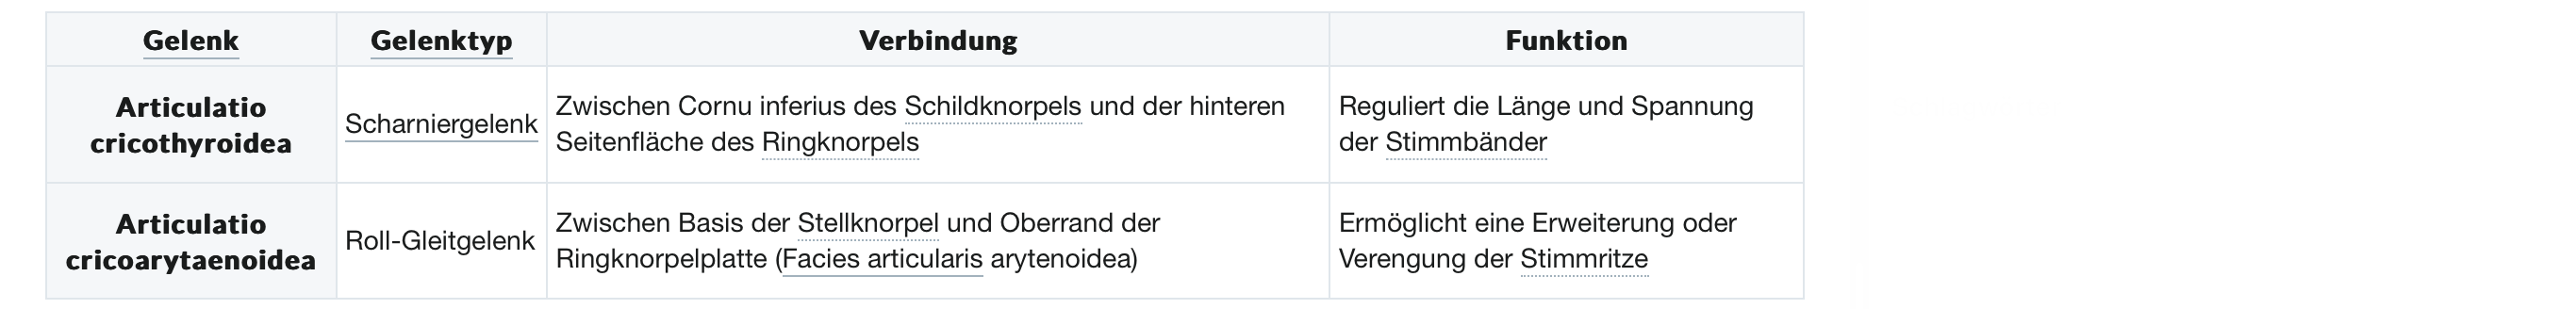 Gelenk Gelenktyp Verbindung Funktion
Articulatio cricothyroidea
Scharniergelenk
Zwischen Cornu inferius des Schildknorpels und der hinteren
Seitenfläche des Ringknorpels
Reguliert die Länge und Spannung
der Stimmbänder
Articulatio
cricoarytaenoidea
Roll-Gleitgelenk
Zwischen Basis der Stellknorpel und Oberrand der
Ringknorpelplatte (Facies articularis arytenoidea)
Ermöglicht eine Erweiterung oder
Verengung der Stimmritze